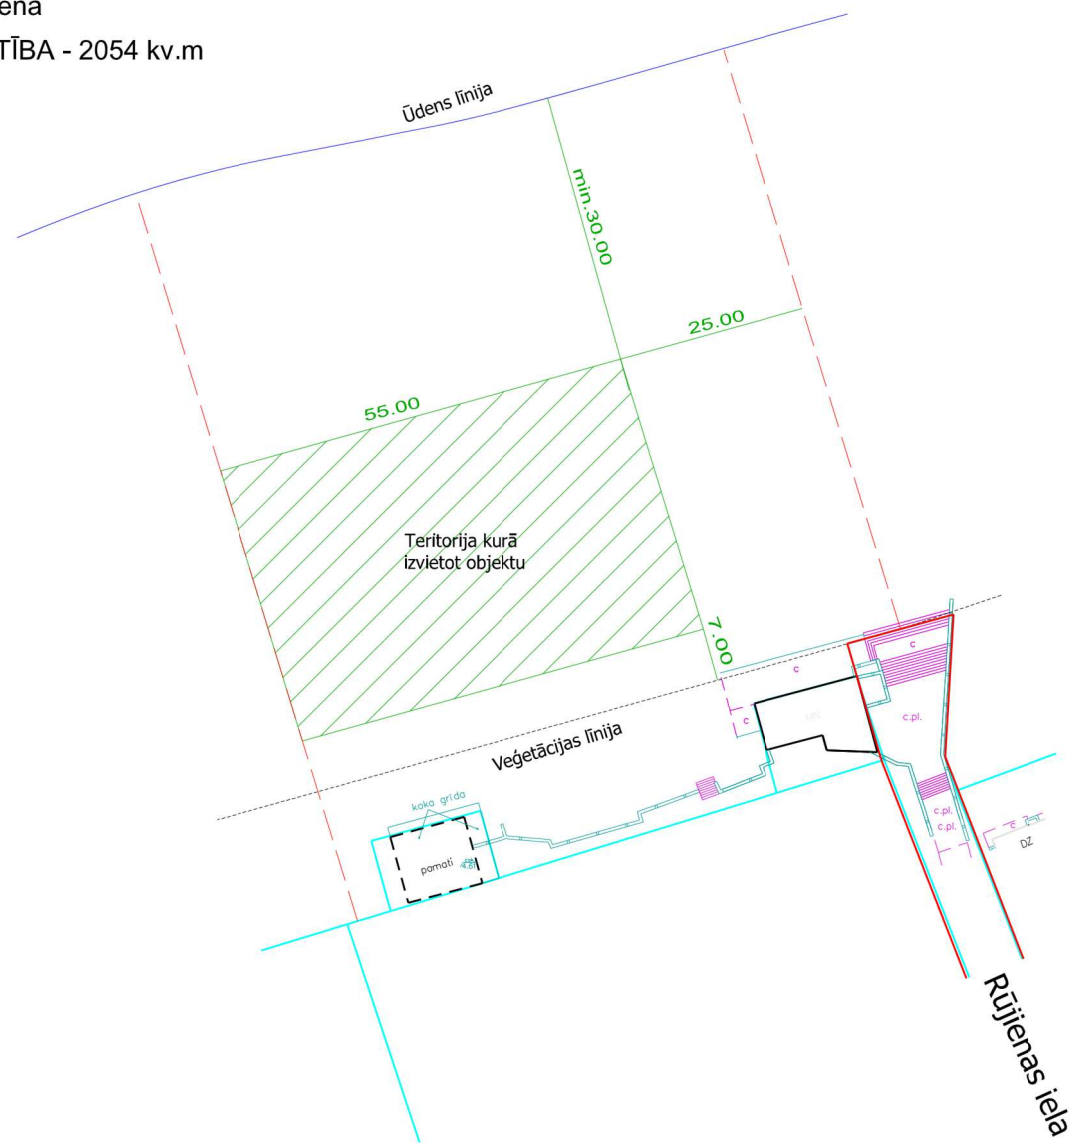 ena
TĪBA - 2054 kv.m
Ūdens līnija
min.30.00
25.00
55.00
Teritorija kurā
izvietot objektu
7.00
c
c
c
c.pl.
Veģetācijas līnija
koka grīda
pamati
c.pl.
c.pl.
c
DZ
Rūjienas iela